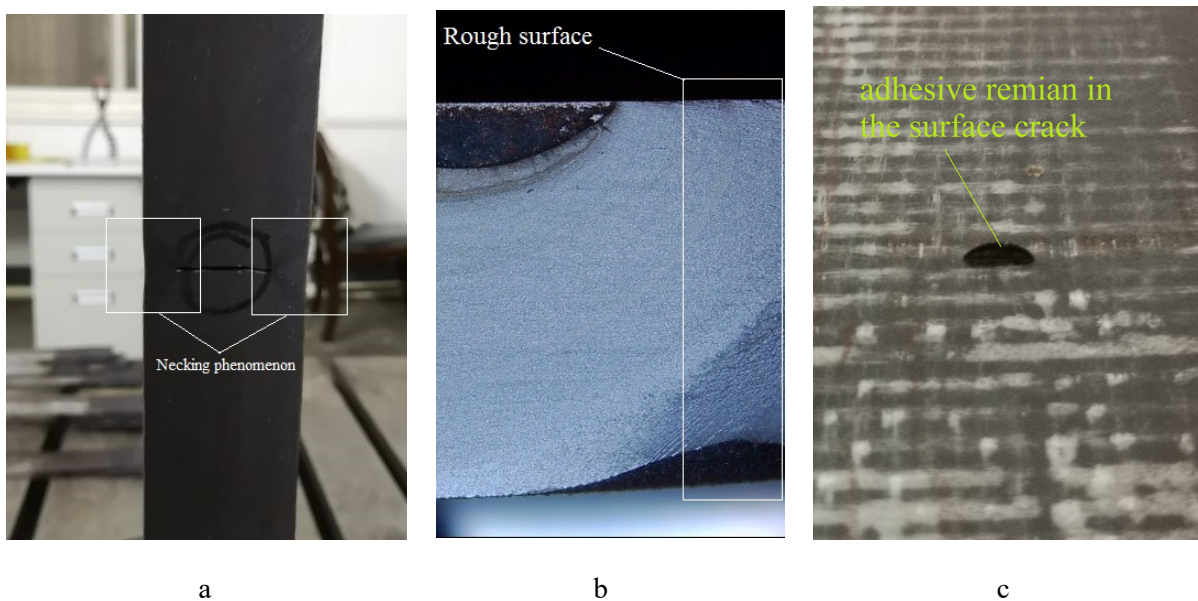 Necking phenomenon
Rough surface
adhesive remian in
the surface crack
a
b
c